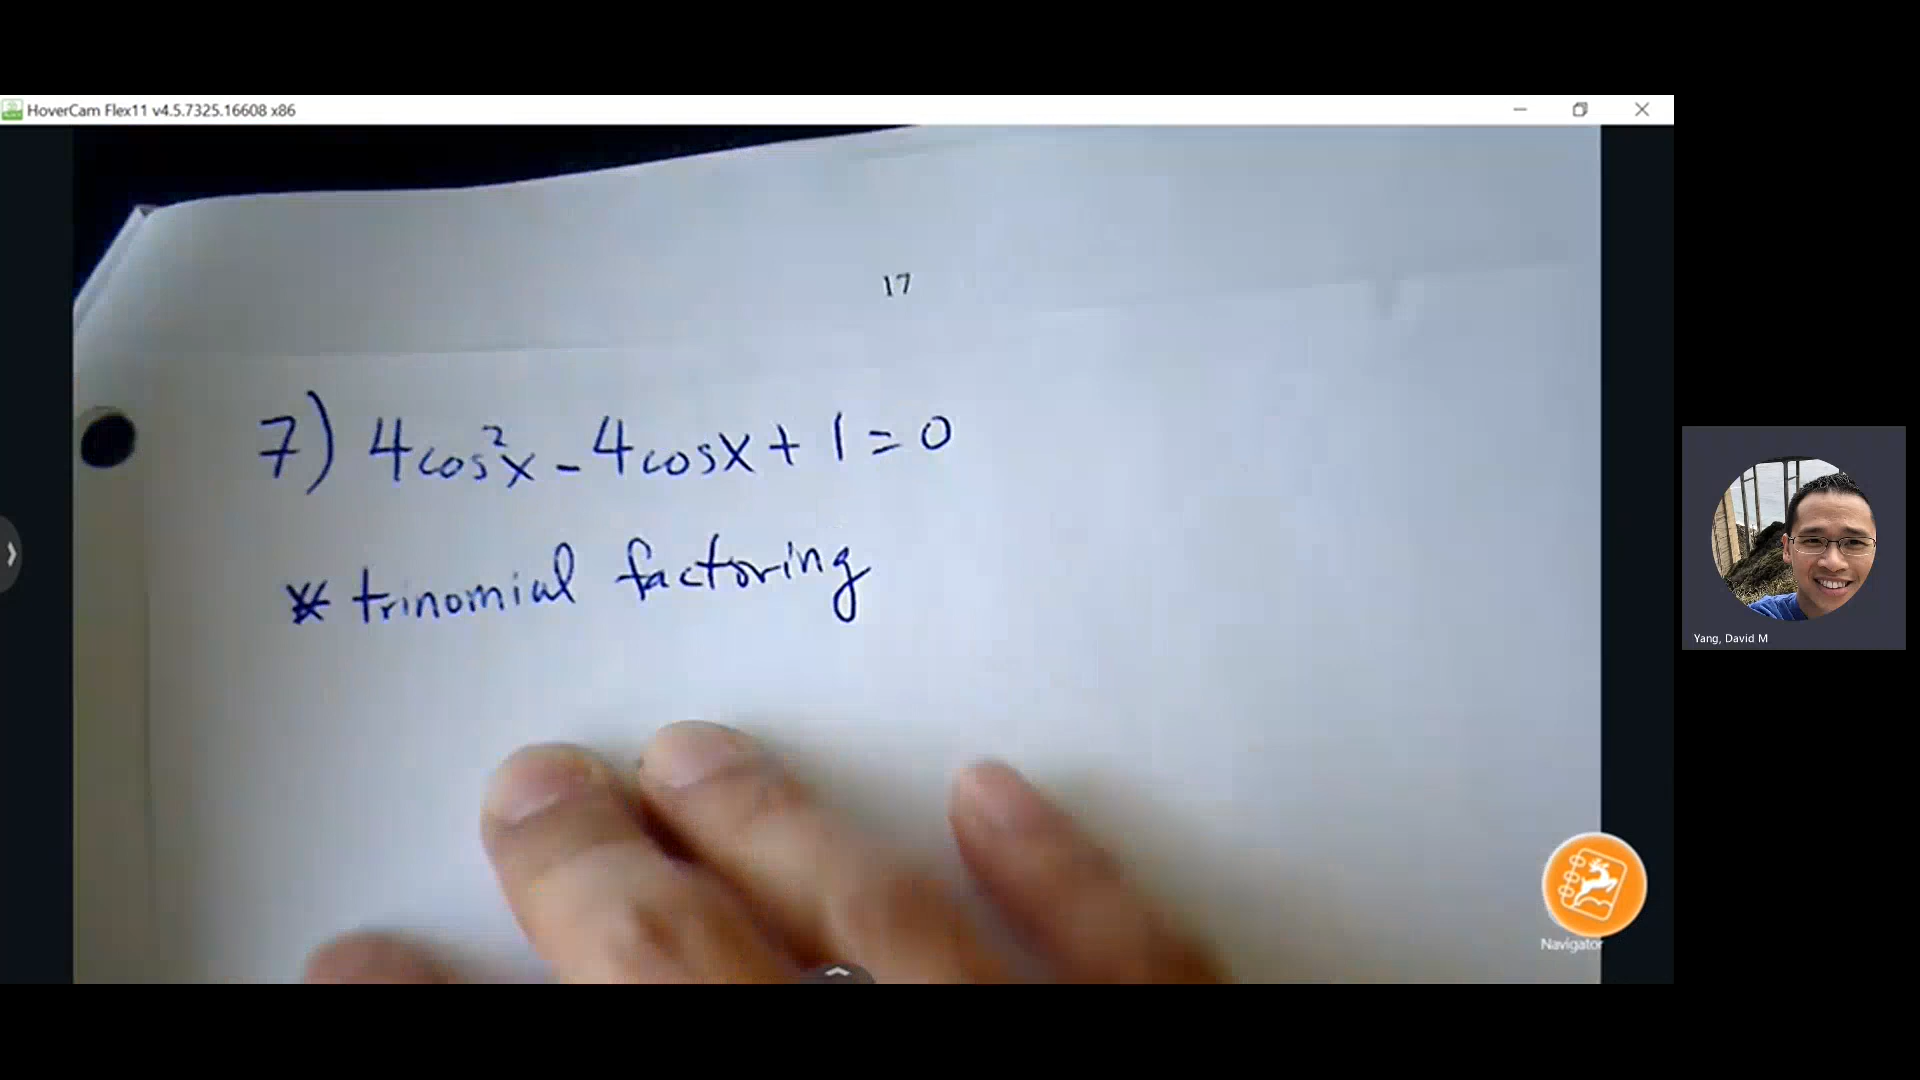 HoverCam Flex11 v4.5.7325.16608 x86
17
7) 4cos²x - 4cosx + 1 = 0
* trinomial factoring
Yang, David M
Navigator